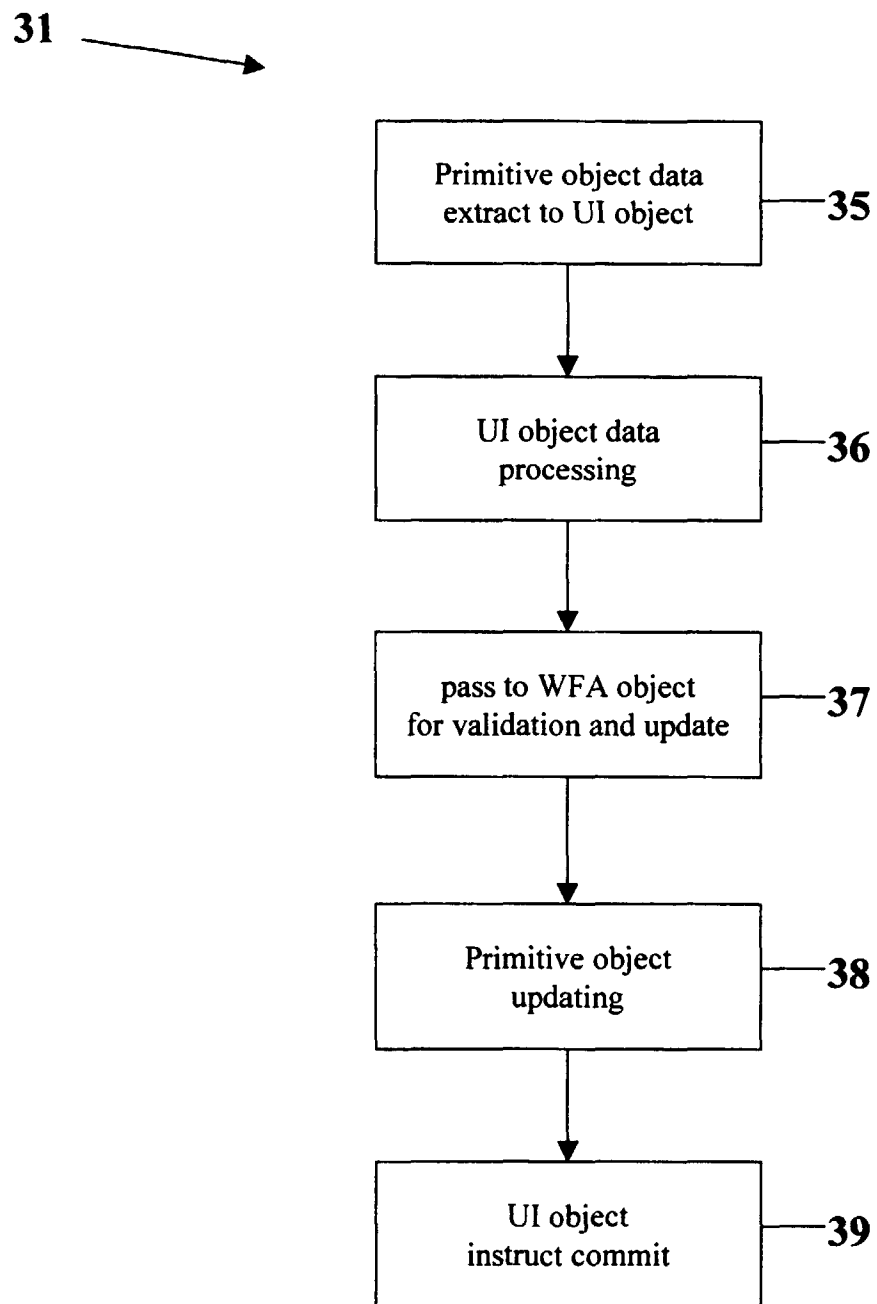 31
Primitive object data
extract to UI object
35
UI object data
processing
36
pass to WFA object
for validation and update
37
Primitive object
updating
38
UI object
instruct commit
39